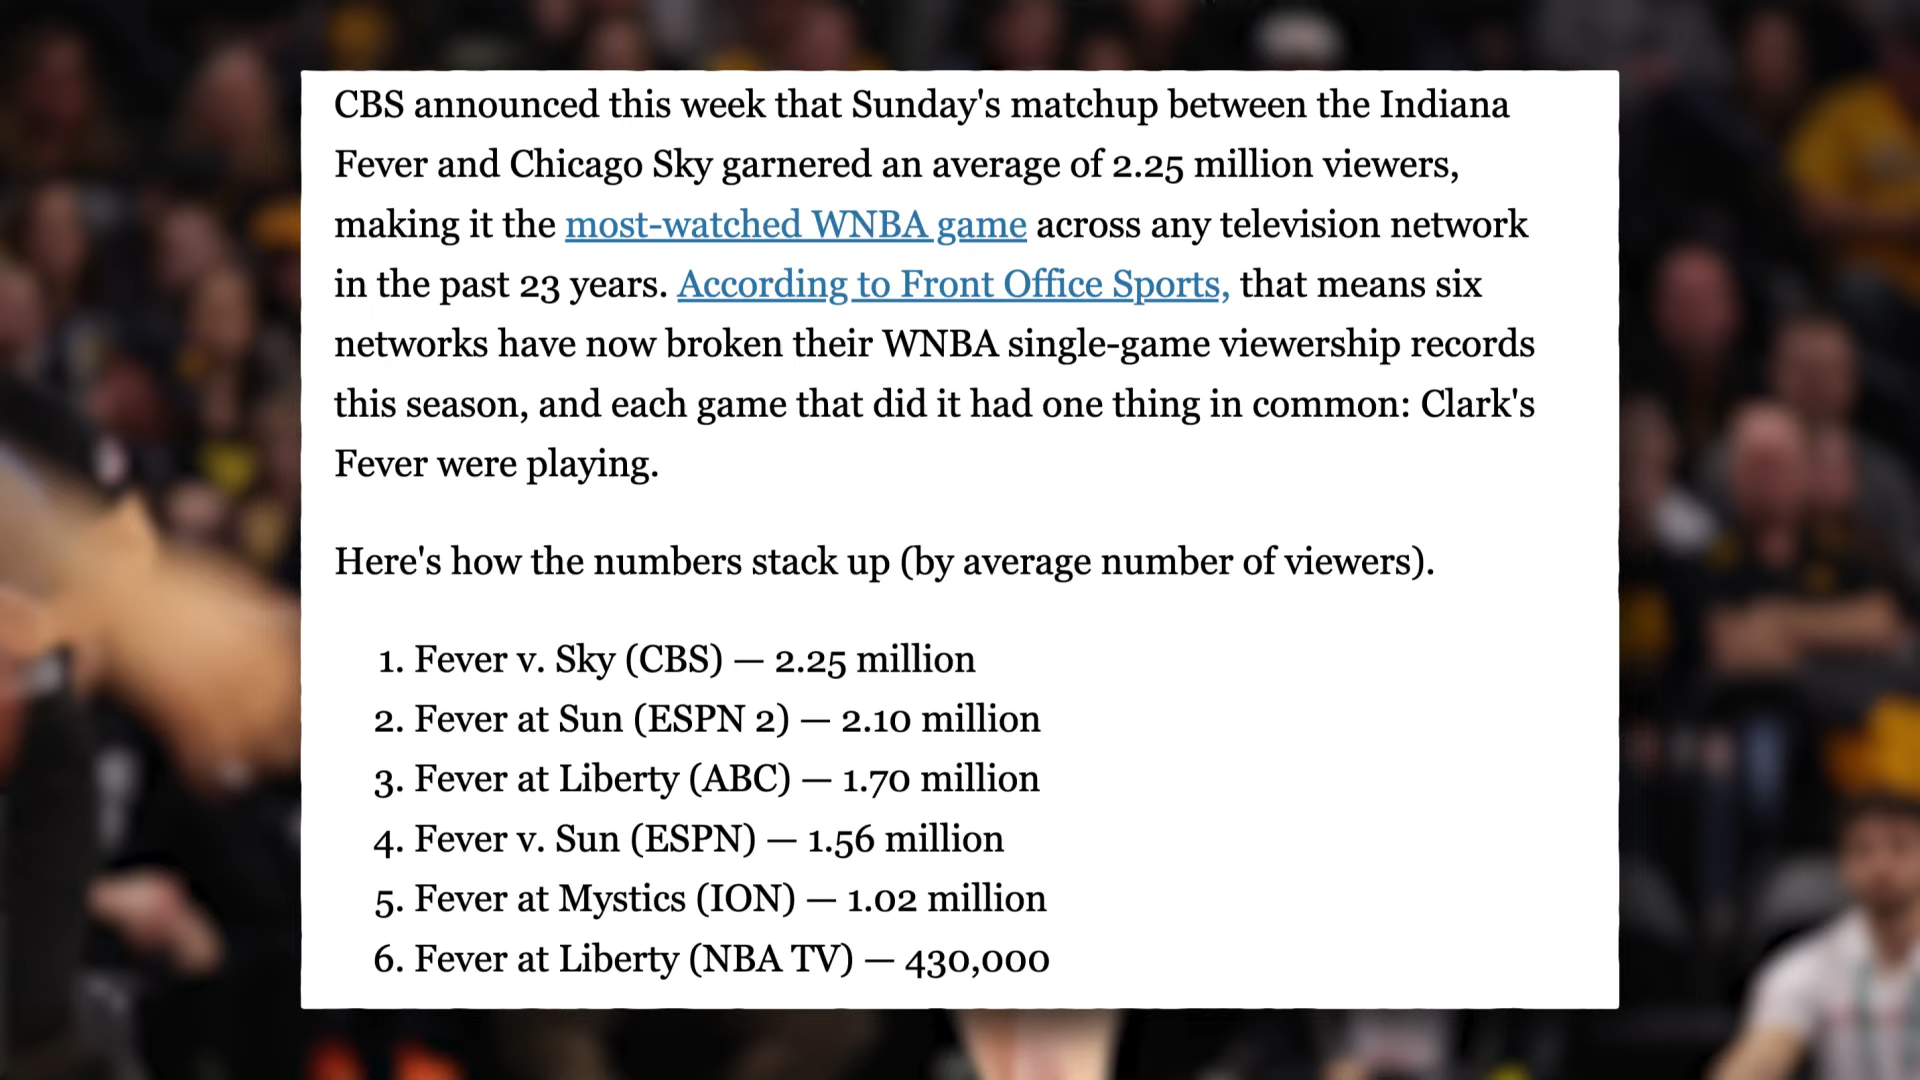 CBS announced this week that Sunday's matchup between the Indiana
Fever and Chicago Sky garnered an average of 2.25 million viewers,
making it the most-watched WNBA game across any television network
in the past 23 years. According to Front Office Sports, that means six
networks have now broken their WNBA single-game viewership records
this season, and each game that did it had one thing in common: Clark's
Fever were playing.
Here's how the numbers stack up (by average number of viewers).
1. Fever v. Sky (CBS) — 2.25 million
2. Fever at Sun (ESPN 2) — 2.10 million
3. Fever at Liberty (ABC) — 1.70 million
4. Fever v. Sun (ESPN) — 1.56 million
5. Fever at Mystics (ION) — 1.02 million
6. Fever at Liberty (NBA TV) — 430,000